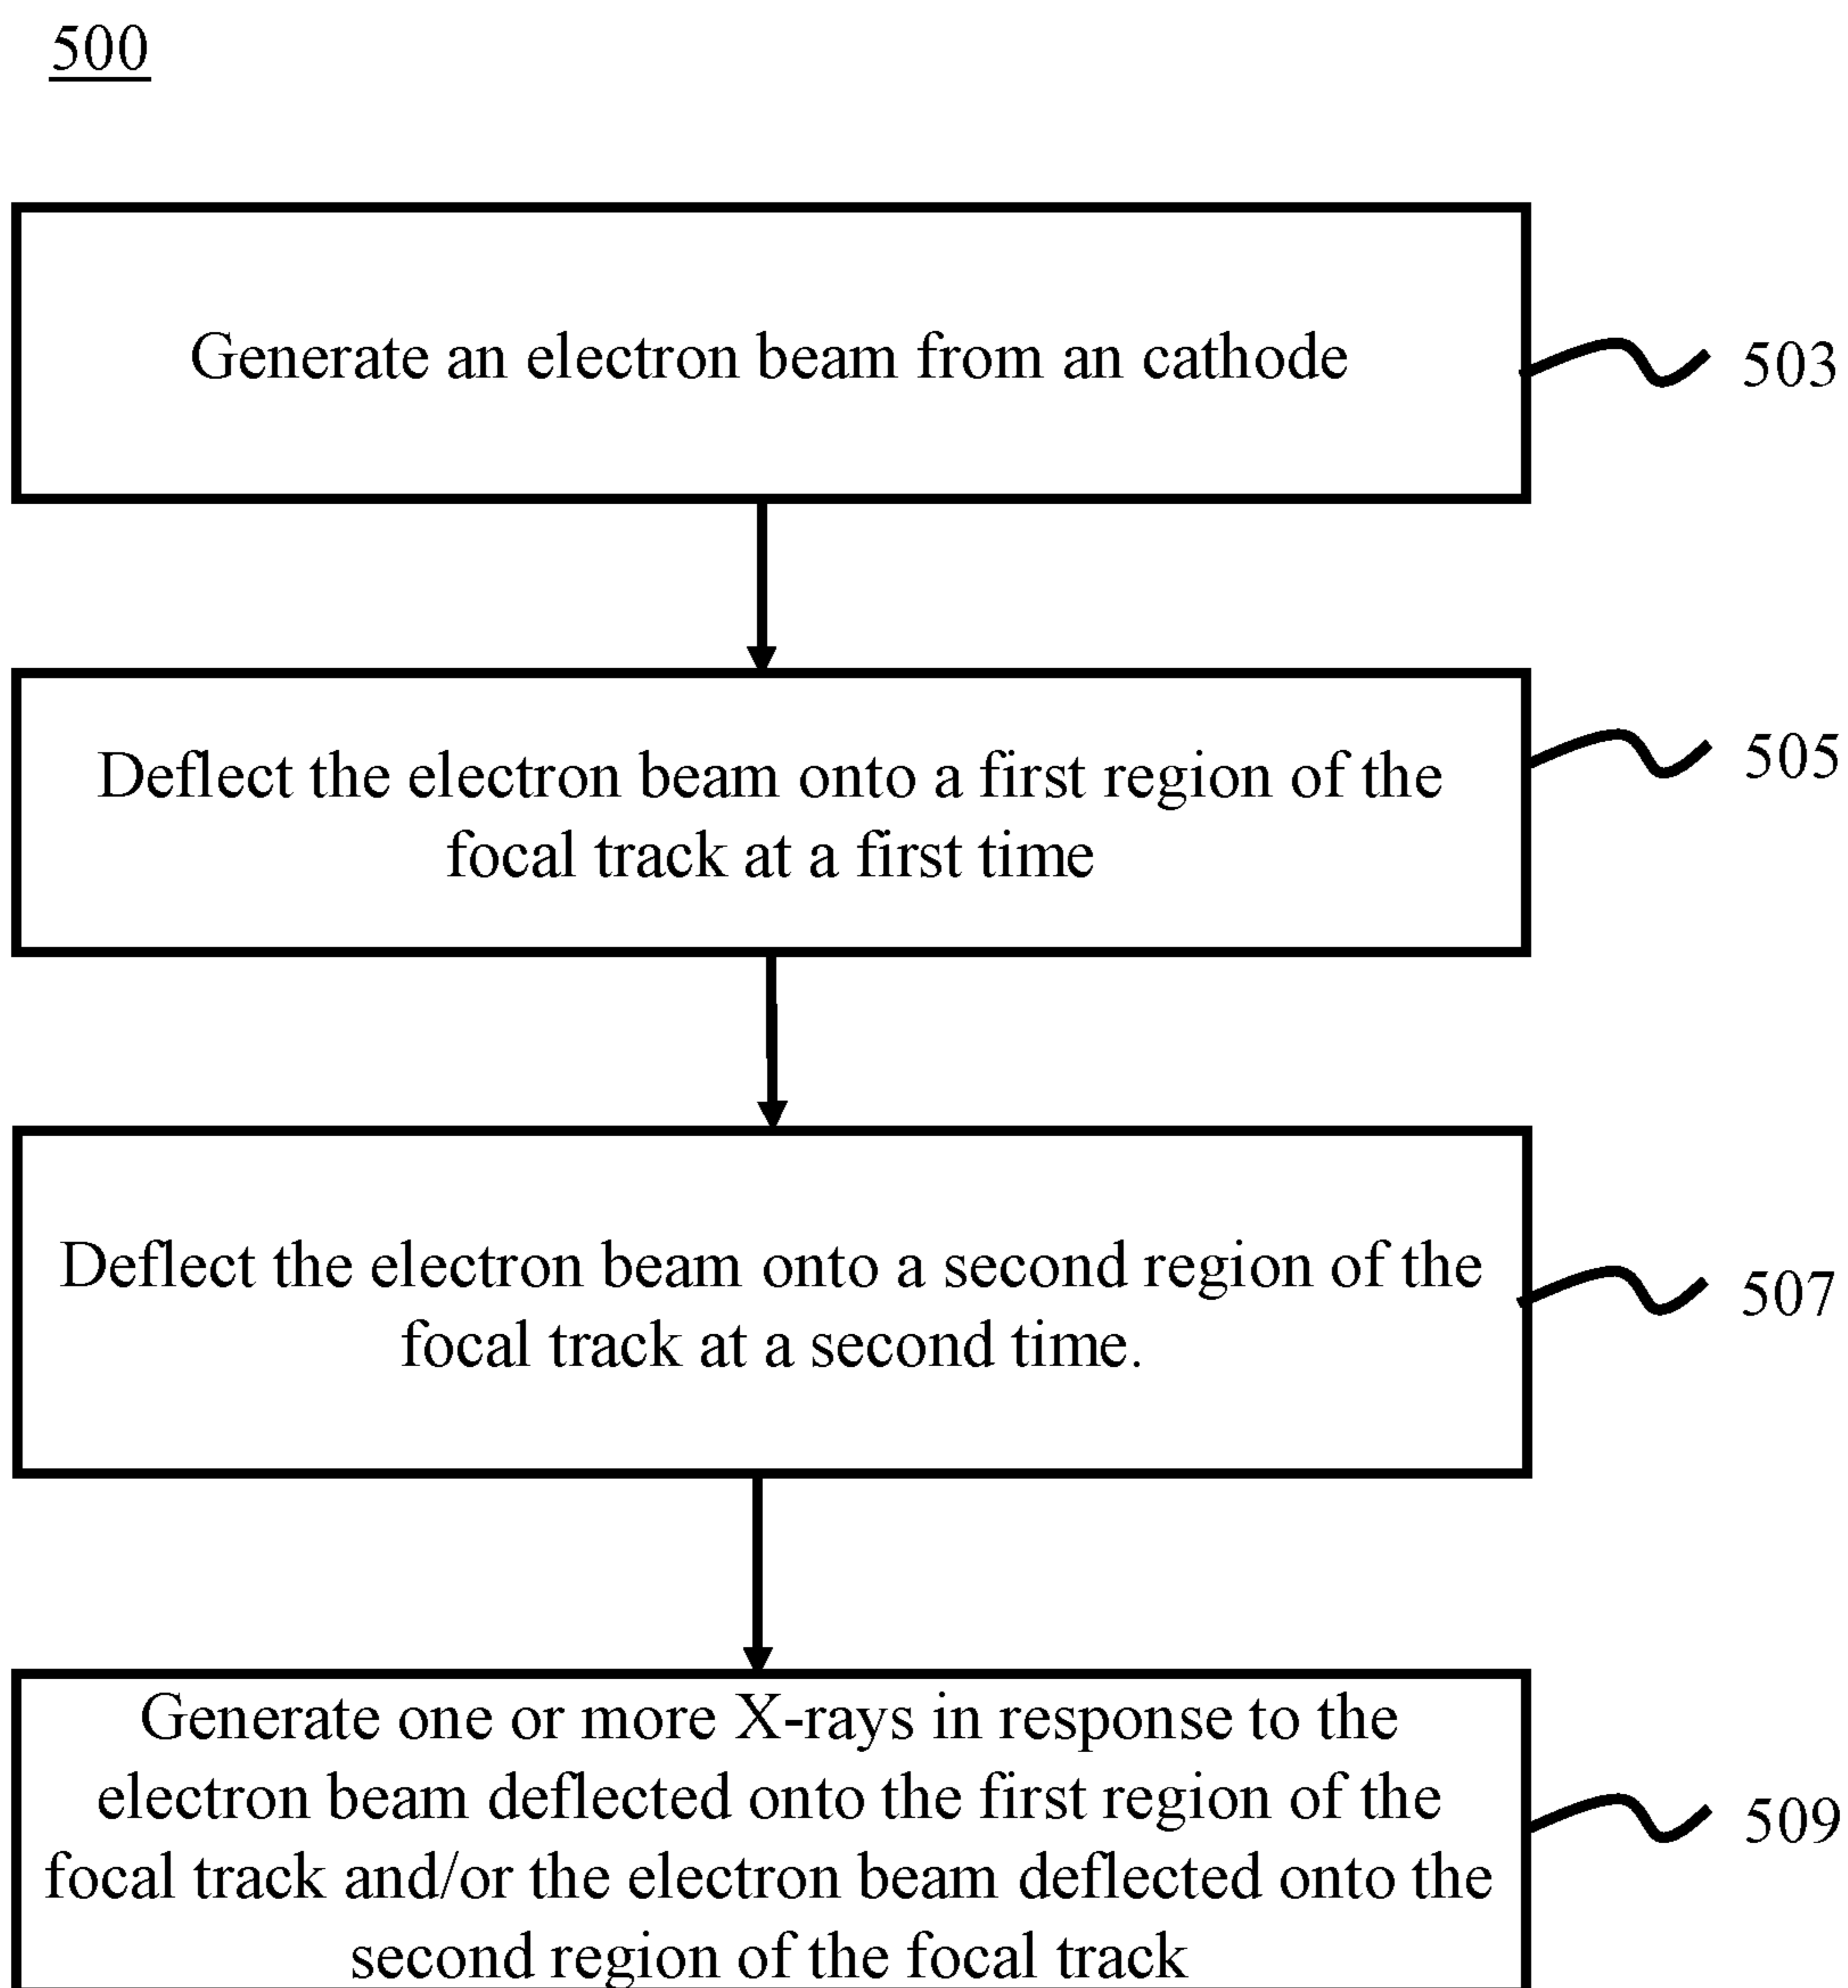 500
Generate an electron beam from an cathode
503
Deflect the electron beam onto a first region of the
focal track at a first time
505
Deflect the electron beam onto a second region of the
focal track at a second time.
507
Generate one or more X-rays in response to the
electron beam deflected onto the first region of the
focal track and/or the electron beam deflected onto the
second region of the focal track
509